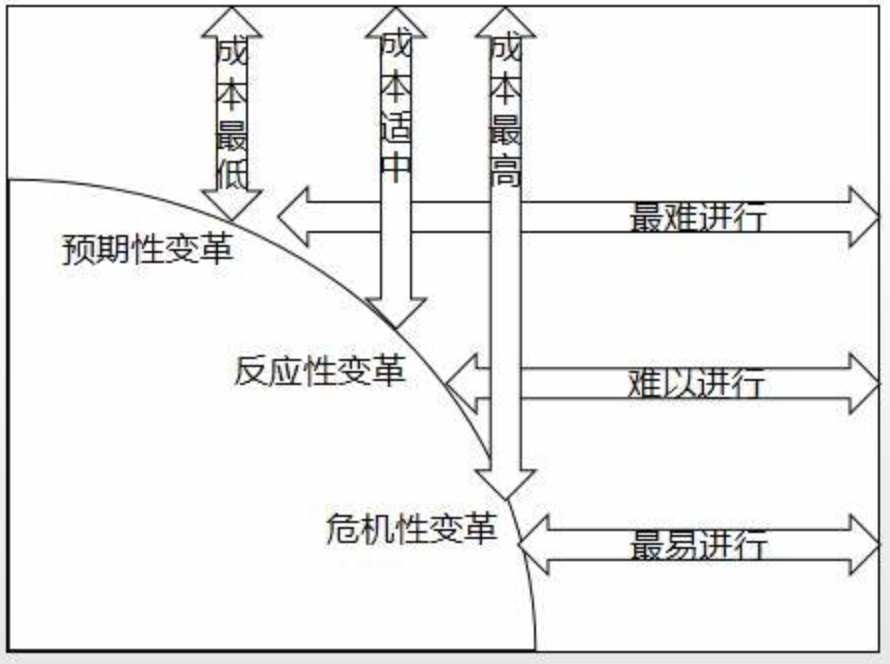 成本最低
成本适中
成本最高
最难进行
预期性变革
反应性变革
难以进行
危机性变革
最易进行